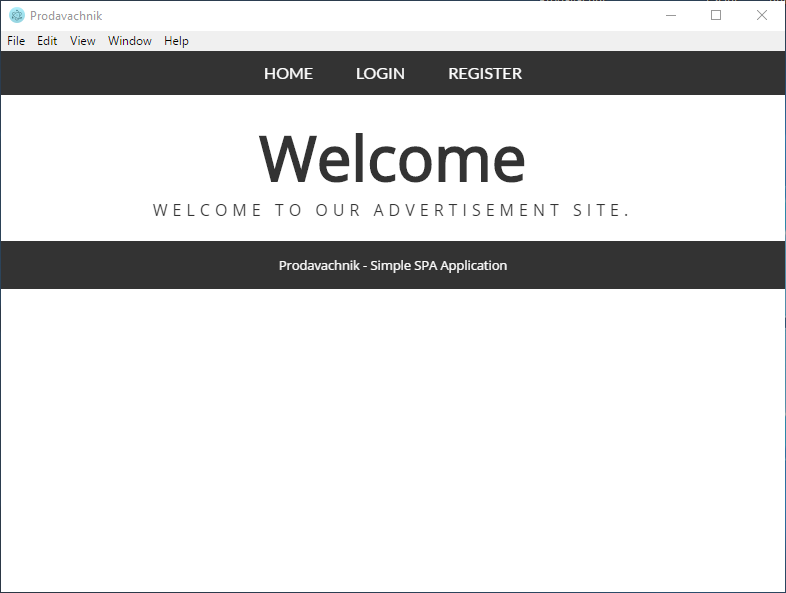 Prodavachnik
File Edit View Window Help
HOME LOGIN REGISTER
Welcome
WELCOME TO OUR ADVERTISEMENT SITE.
Prodavachnik - Simple SPA Application